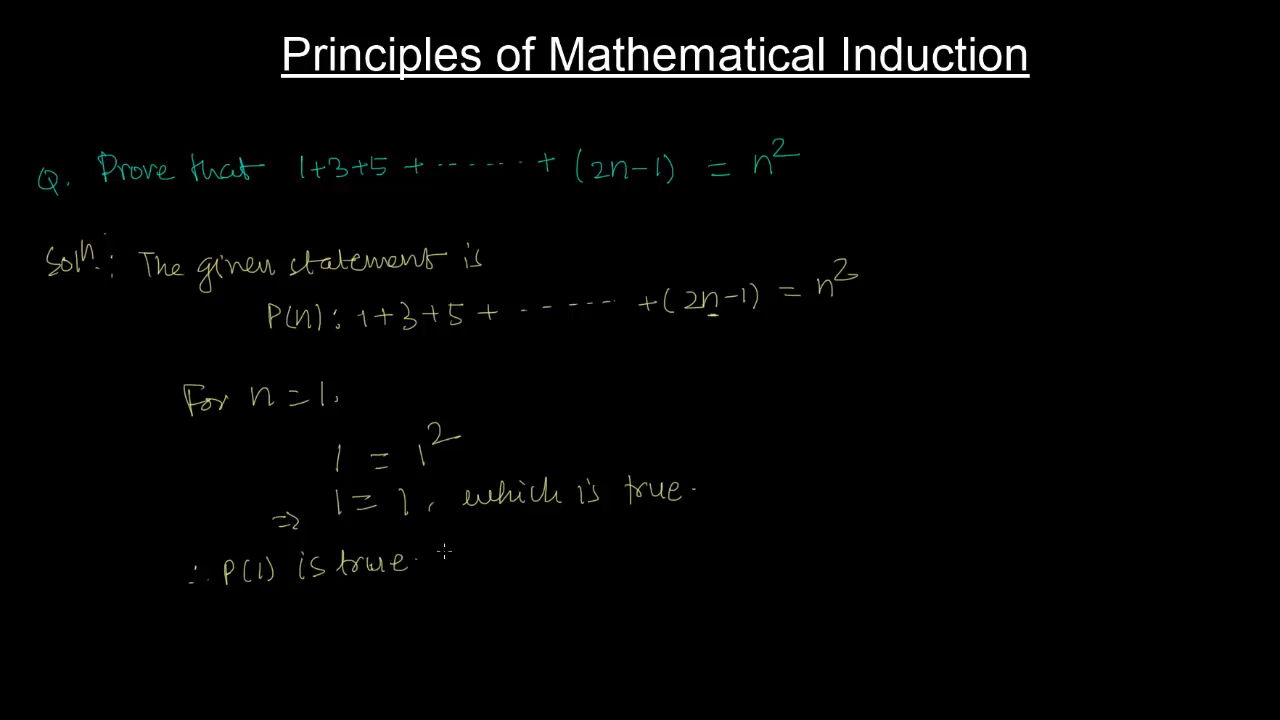 Principles of Mathematical Induction
Q. Prove that 1+3+5+.......+(2n-1) = n²
Solⁿ.: The given statement is
P(n): 1+3+5+.......+(2n-1) = n²
For n=1,
1 = 1²
⇒ 1=1, which is true.
∴ P(1) is true.